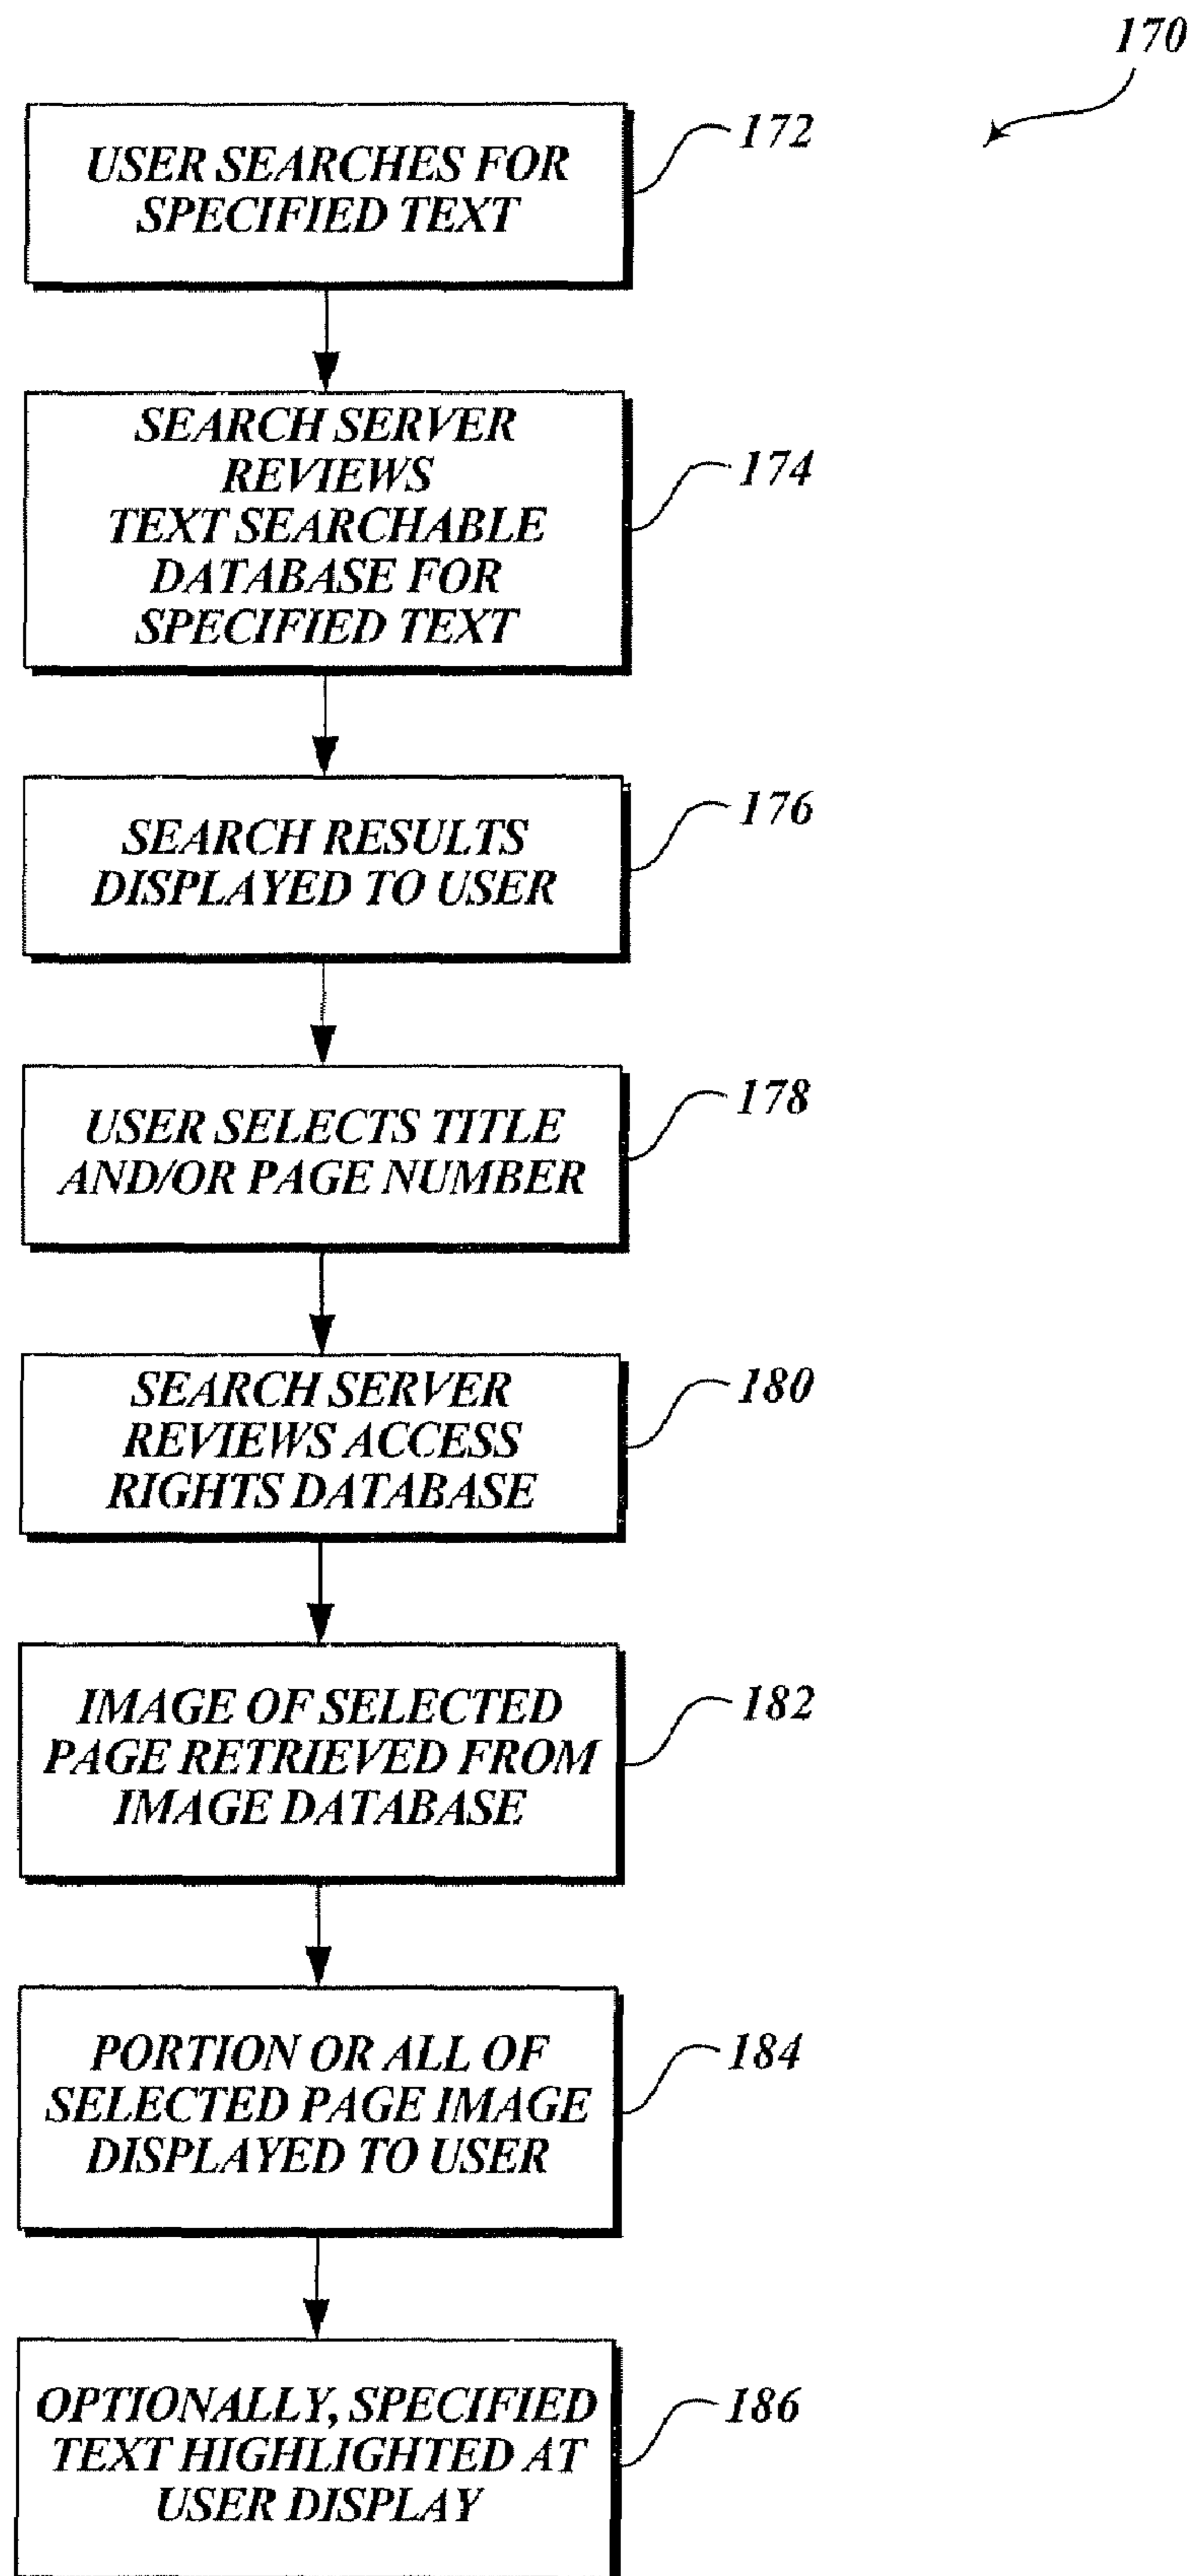 170
USER SEARCHES FOR
SPECIFIED TEXT
172
SEARCH SERVER
REVIEWS
TEXT SEARCHABLE
DATABASE FOR
SPECIFIED TEXT
174
SEARCH RESULTS
DISPLAYED TO USER
176
USER SELECTS TITLE
AND/OR PAGE NUMBER
178
SEARCH SERVER
REVIEWS ACCESS
RIGHTS DATABASE
180
IMAGE OF SELECTED
PAGE RETRIEVED FROM
IMAGE DATABASE
182
PORTION OR ALL OF
SELECTED PAGE IMAGE
DISPLAYED TO USER
184
OPTIONALLY, SPECIFIED
TEXT HIGHLIGHTED AT
USER DISPLAY
186